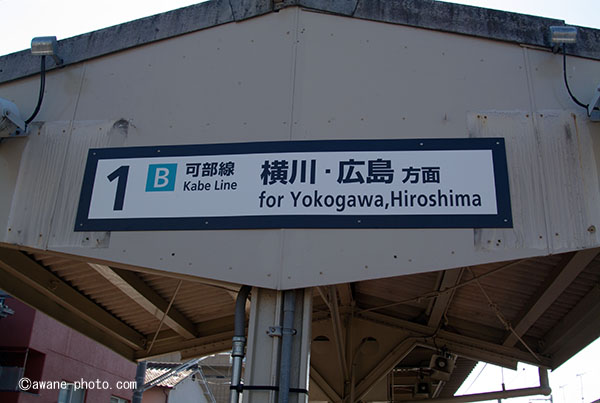 1 B 可部線 横川・広島 方面
Kabe Line for Yokogawa,Hiroshima
©awane-photo.com